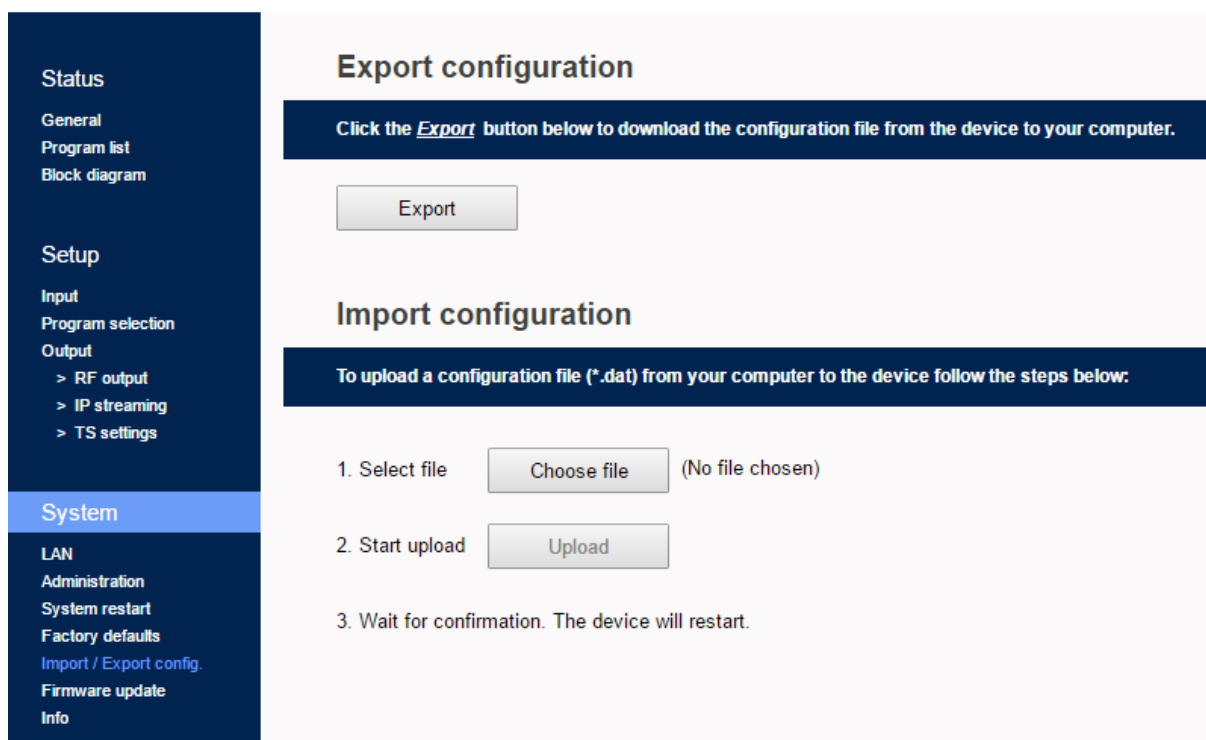 Status
General
Program list
Block diagram
Setup
Input
Program selection
Output
> RF output
> IP streaming
> TS settings
System
LAN
Administration
System restart
Factory defaults
Import / Export config.
Firmware update
Info
Export configuration
Click the Export button below to download the configuration file from the device to your computer.
Export
Import configuration
To upload a configuration file (*.dat) from your computer to the device follow the steps below:
1. Select file Choose file (No file chosen)
2. Start upload Upload
3. Wait for confirmation. The device will restart.